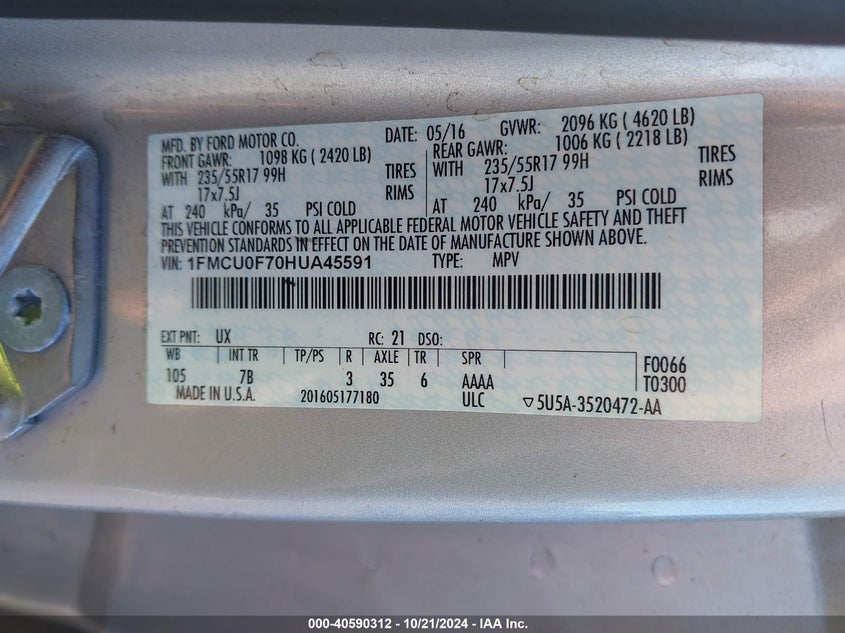 MFD. BY FORD MOTOR CO. DATE: 05/16 GVWR: 2096 KG ( 4620 LB)
FRONT GAWR: 1098 KG ( 2420 LB) REAR GAWR: 1006 KG ( 2218 LB)
WITH 235/55R17 99H TIRES WITH 235/55R17 99H TIRES
17x7.5J RIMS 17x7.5J RIMS
AT 240 kPa/ 35 PSI COLD AT 240 kPa/ 35 PSI COLD
THIS VEHICLE CONFORMS TO ALL APPLICABLE FEDERAL MOTOR VEHICLE SAFETY AND THEFT
PREVENTION STANDARDS IN EFFECT ON THE DATE OF MANUFACTURE SHOWN ABOVE.
VIN: 1FMCU0F70HUA45591 TYPE: MPV
EXT PNT: UX RC: 21 DSO:
WB INT TR TP/PS R AXLE TR SPR F0066
105 7B 3 35 6 AAAA T0300
MADE IN U.S.A. 201605177180 ULC ▽5U5A-3520472-AA
000-40590312 - 10/21/2024 - IAA Inc.